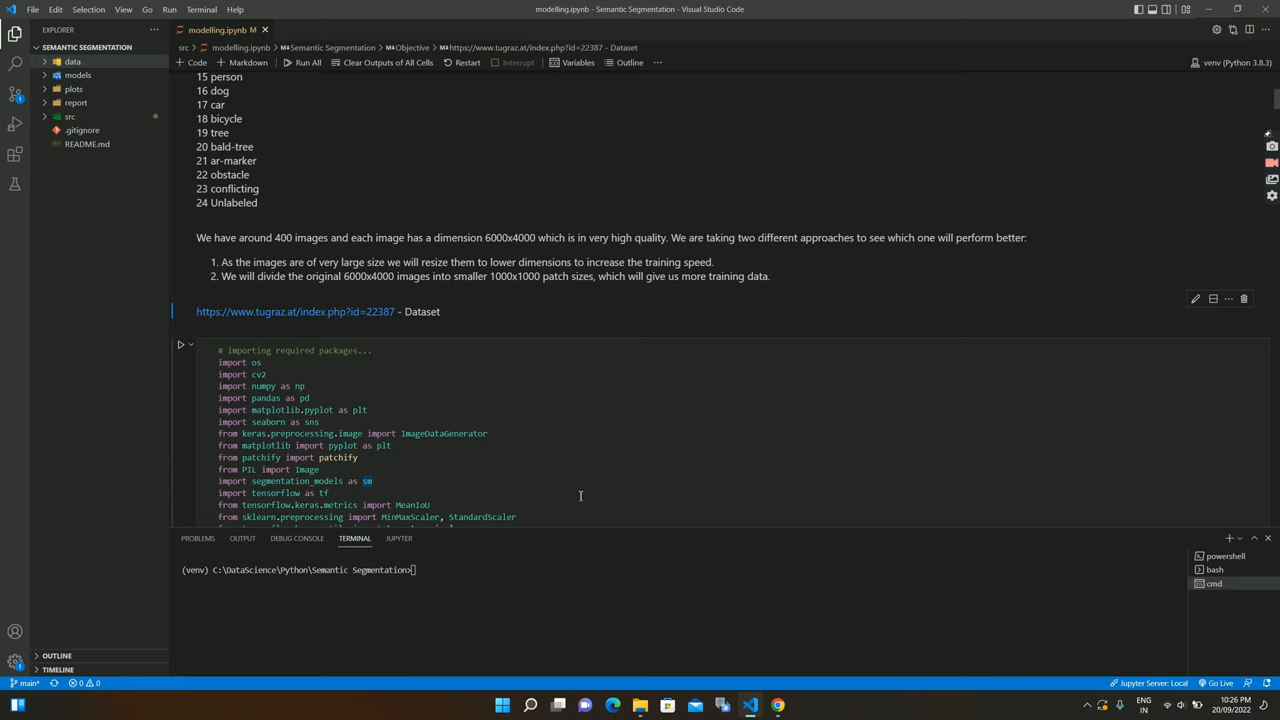 File Edit Selection View Go Run Terminal Help
modelling.ipynb - Semantic Segmentation - Visual Studio Code
EXPLORER
SEMANTIC SEGMENTATION
data
models
plots
report
src
.gitignore
README.md
OUTLINE
TIMELINE
modelling.ipynb M
src > modelling.ipynb > Semantic Segmentation > Objective > https://www.tugraz.at/index.php?id=22387 - Dataset
+ Code + Markdown Run All Clear Outputs of All Cells Restart Interrupt Variables Outline ... venv (Python 3.8.3)
15 person
16 dog
17 car
18 bicycle
19 tree
20 bald-tree
21 ar-marker
22 obstacle
23 conflicting
24 Unlabeled
We have around 400 images and each image has a dimension 6000x4000 which is in very high quality. We are taking two different approaches to see which one will perform better:
1. As the images are of very large size we will resize them to lower dimensions to increase the training speed.
2. We will divide the original 6000x4000 images into smaller 1000x1000 patch sizes, which will give us more training data.
https://www.tugraz.at/index.php?id=22387 - Dataset
# importing required packages...
import os
import cv2
import numpy as np
import pandas as pd
import matplotlib.pyplot as plt
import seaborn as sns
from keras.preprocessing.image import ImageDataGenerator
from matplotlib import pyplot as plt
from patchify import patchify
from PIL import Image
import segmentation_models as sm
import tensorflow as tf
from tensorflow.keras.metrics import MeanIoU
from sklearn.preprocessing import MinMaxScaler, StandardScaler
PROBLEMS OUTPUT DEBUG CONSOLE TERMINAL JUPYTER
(venv) C:\DataScience\Python\Semantic Segmentation>
powershell
bash
cmd
main* 0 0 Jupyter Server: Local Go Live
ENG
IN
10:26 PM
20/09/2022